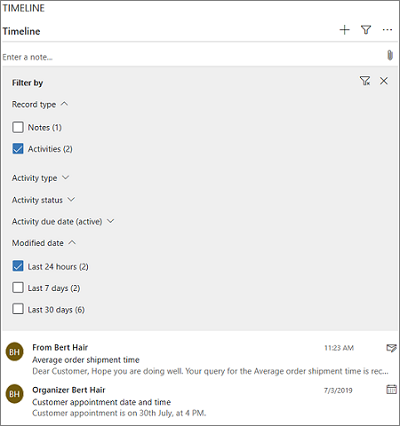 TIMELINE
Timeline
Enter a note...
Filter by
Record type
Notes (1)
Activities (2)
Activity type
Activity status
Activity due date (active)
Modified date
Last 24 hours (2)
Last 7 days (2)
Last 30 days (6)
BH From Bert Hair 11:23 AM
Average order shipment time
Dear Customer, Hope you are doing well. Your query for the Average order shipment time is rec...
BH Organizer Bert Hair 7/3/2019
Customer appointment date and time
Customer appointment is on 30th July, at 4 PM.